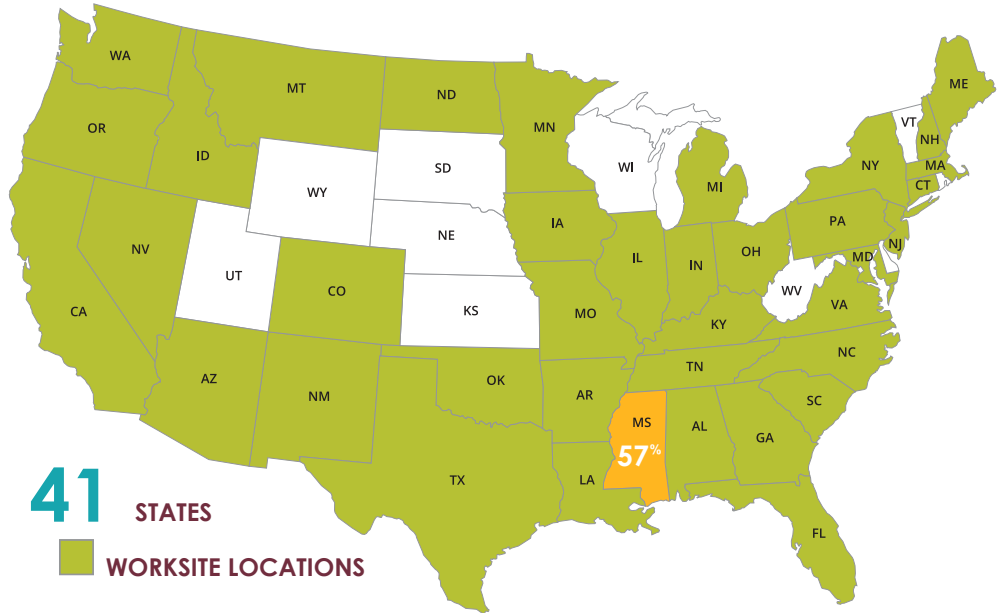 WA
MT
ND
MN
ME
OR
ID
WY
SD
WI
MI
VT
NH
NY
MA
CT
NV
UT
CO
NE
IA
IL
IN
OH
PA
NJ
MD
WV
VA
CA
KS
MO
KY
NC
AZ
NM
OK
AR
TN
SC
MS
57%
AL
GA
TX
LA
FL
41 STATES
WORKSITE LOCATIONS